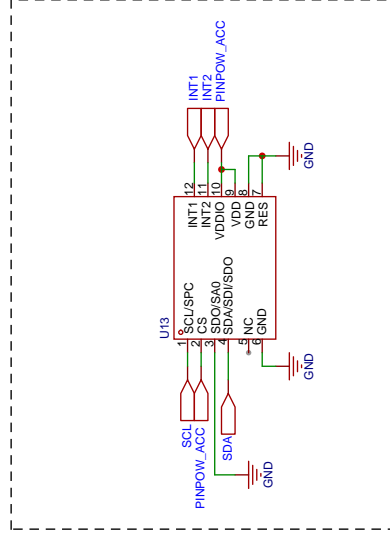 U13
1 SCL/SPC
2 CS
3 SDO/SA0
4 SDA/SDI/SDO
5 NC
6 GND
12 INT1
11 INT2
10 VDDIO
9 VDD
8 GND
7 RES
SCL
PINPOW_ACC
SDA
GND
GND
INT1
INT2
PINPOW_ACC
GND